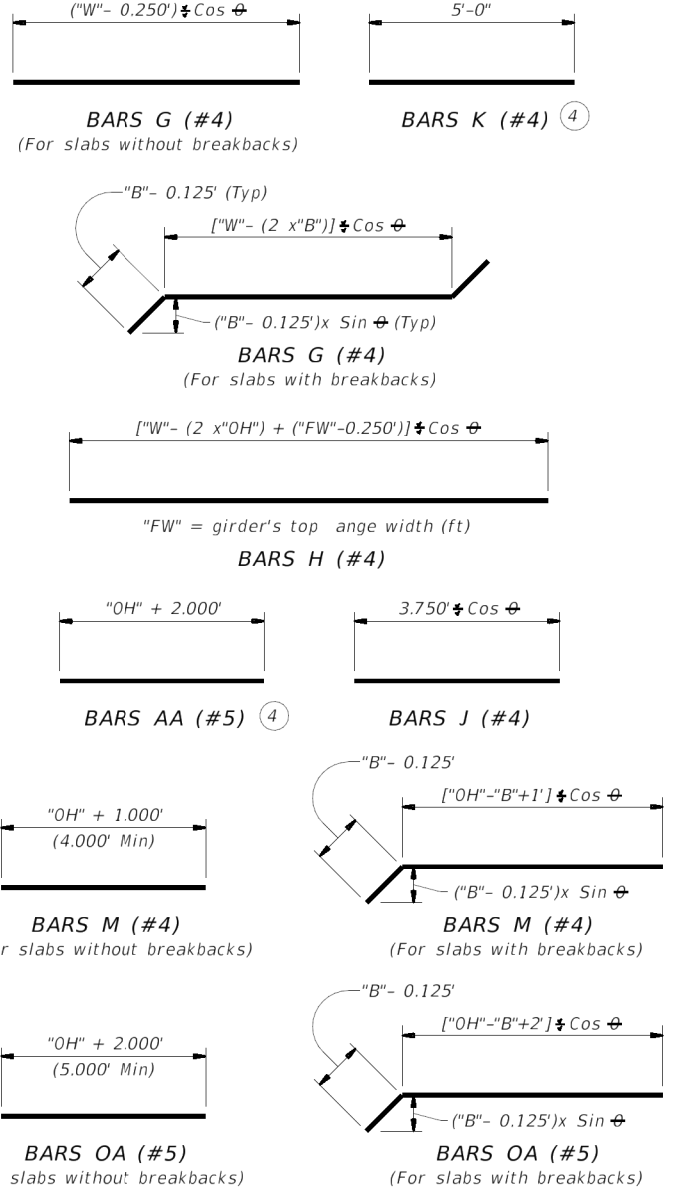 ("W"- 0.250') ÷ Cos θ
5'-0"
BARS G (#4)
(For slabs without breakbacks)
BARS K (#4) 4
"B"- 0.125' (Typ)
["W"- (2 x"B")] ÷ Cos θ
("B"- 0.125')x Sin θ (Typ)
BARS G (#4)
(For slabs with breakbacks)
["W"- (2 x"OH") + ("FW"-0.250')] ÷ Cos θ
"FW" = girder's top ange width (ft)
BARS H (#4)
"OH" + 2.000'
3.750' ÷ Cos θ
BARS AA (#5) 4
BARS J (#4)
"B"- 0.125'
["OH"-"B"+1'] ÷ Cos θ
"OH" + 1.000'
(4.000' Min)
("B"- 0.125')x Sin θ
BARS M (#4)
r slabs without breakbacks)
BARS M (#4)
(For slabs with breakbacks)
"B"- 0.125'
["OH"-"B"+2'] ÷ Cos θ
"OH" + 2.000'
(5.000' Min)
("B"- 0.125')x Sin θ
BARS OA (#5)
slabs without breakbacks)
BARS OA (#5)
(For slabs with breakbacks)